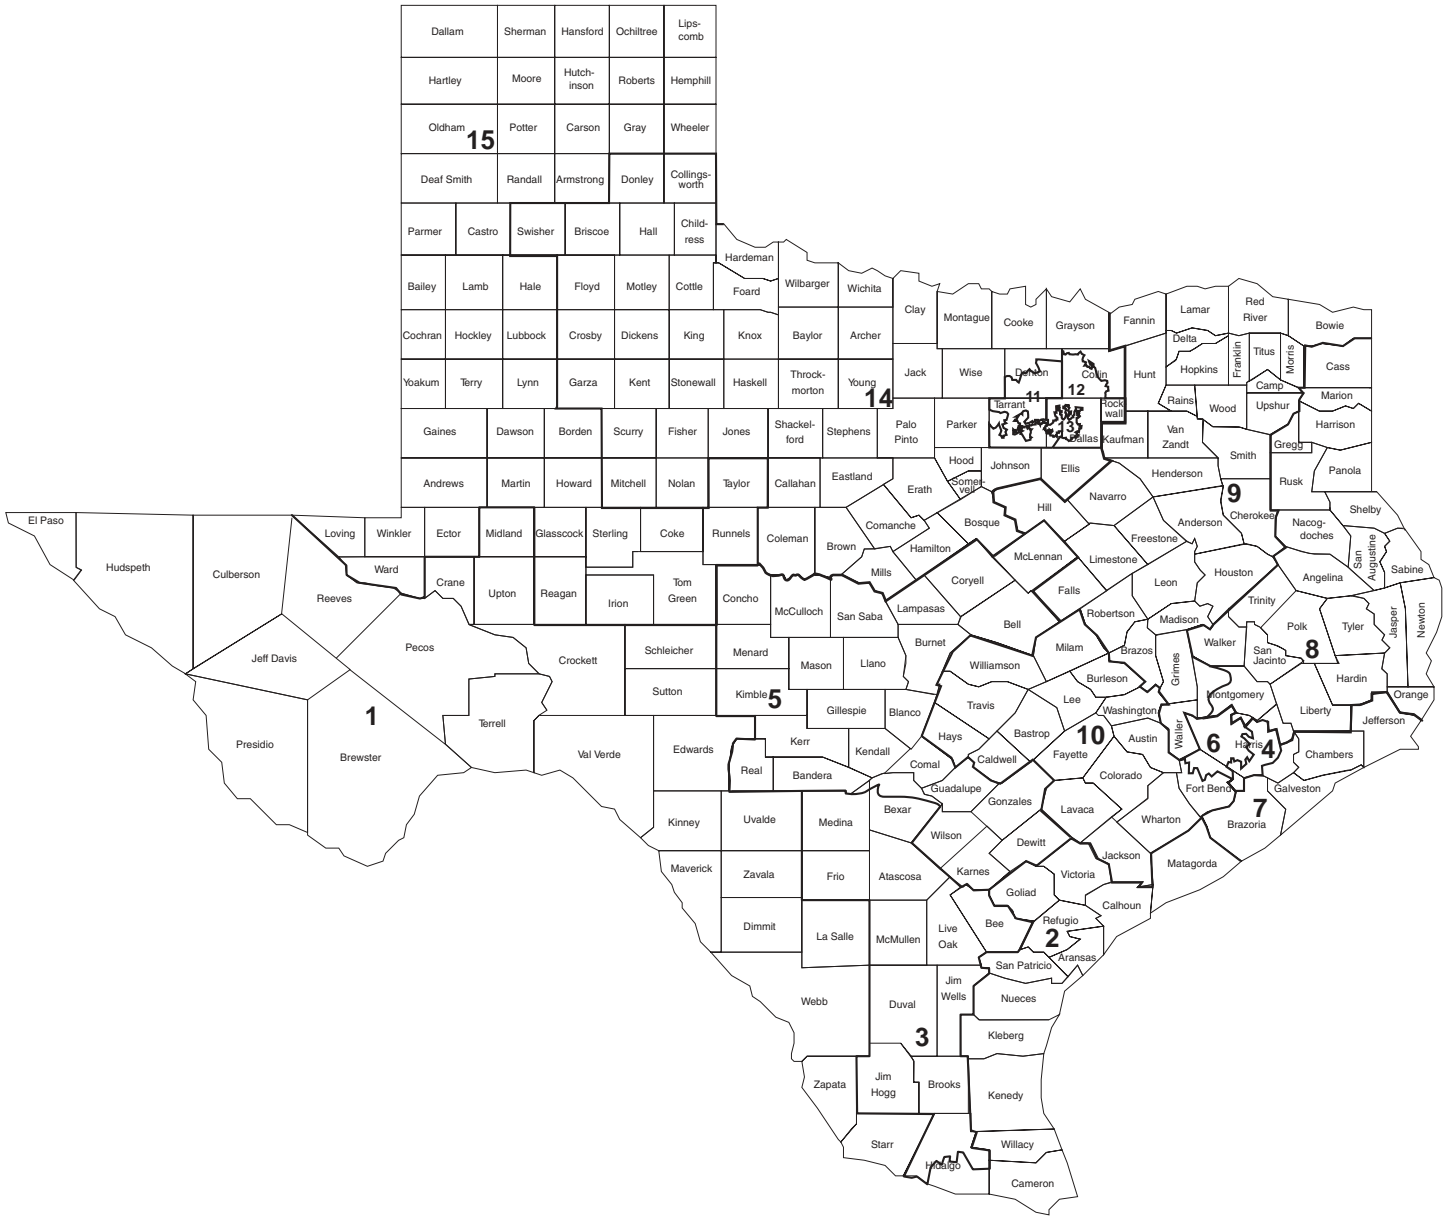 Dallam Sherman Hansford Ochiltree Lips-
comb
Hartley Moore Hutch-
inson Roberts Hemphill
Oldham 15 Potter Carson Gray Wheeler
Deaf Smith Randall Armstrong Donley Collings-
worth
Parmer Castro Swisher Briscoe Hall Child-
ress
Hardeman
Bailey Lamb Hale Floyd Motley Cottle Foard Wilbarger Wichita
Clay Montague Cooke Grayson Fannin Lamar Red
River Bowie
Cochran Hockley Lubbock Crosby Dickens King Knox Baylor Archer
Delta Hopkins Franklin Titus Morris Cass
Yoakum Terry Lynn Garza Kent Stonewall Haskell Throck-
morton Young 14 Jack Wise Denton 11 Collin 12 Hunt
Rains Wood Camp Upshur Marion
Gaines Dawson Borden Scurry Fisher Jones Shackel-
ford Stephens Palo
Pinto Parker Tarrant 13 Dallas Rock
wall Kaufman Van
Zandt Smith Gregg Harrison
Andrews Martin Howard Mitchell Nolan Taylor Callahan Eastland Erath Hood Somer-
vell Johnson Ellis Navarro Henderson 9 Rusk Panola
El Paso Hudspeth Culberson Loving Winkler Ector Midland Glasscock Sterling Coke Runnels Coleman Brown Comanche Bosque Hill Freestone Anderson Cherokee Nacog-
doches Shelby
Reeves Ward Crane Upton Reagan Irion Tom
Green Concho McCulloch San Saba Mills Hamilton Coryell McLennan Limestone Leon Houston Angelina San
Augustine Sabine
Jeff Davis Pecos Crockett Schleicher Menard Mason Llano Lampasas Burnet Bell Falls Robertson Madison Trinity Polk Tyler Jasper Newton
Sutton Kimble 5 Gillespie Blanco Williamson Milam Brazos Grimes Walker San
Jacinto 8 Hardin
1 Terrell Travis Lee Burleson Washington Montgomery Liberty Orange
Presidio Brewster Val Verde Edwards Kerr Kendall Hays Bastrop Fayette 10 Austin Waller 6 Harris 4 Jefferson
Real Bandera Comal Caldwell Colorado Chambers
Guadalupe Gonzales Lavaca Fort Bend Galveston
Kinney Uvalde Medina Bexar Wilson Wharton 7 Brazoria
Maverick Zavala Frio Atascosa Karnes Dewitt Jackson Matagorda
Goliad Victoria
Dimmit La Salle McMullen Live
Oak Bee Refugio 2 Calhoun
San Patricio Aransas
Webb Duval Jim
Wells Nueces
3 Kleberg
Zapata Jim
Hogg Brooks Kenedy
Starr Hidalgo Willacy
Cameron